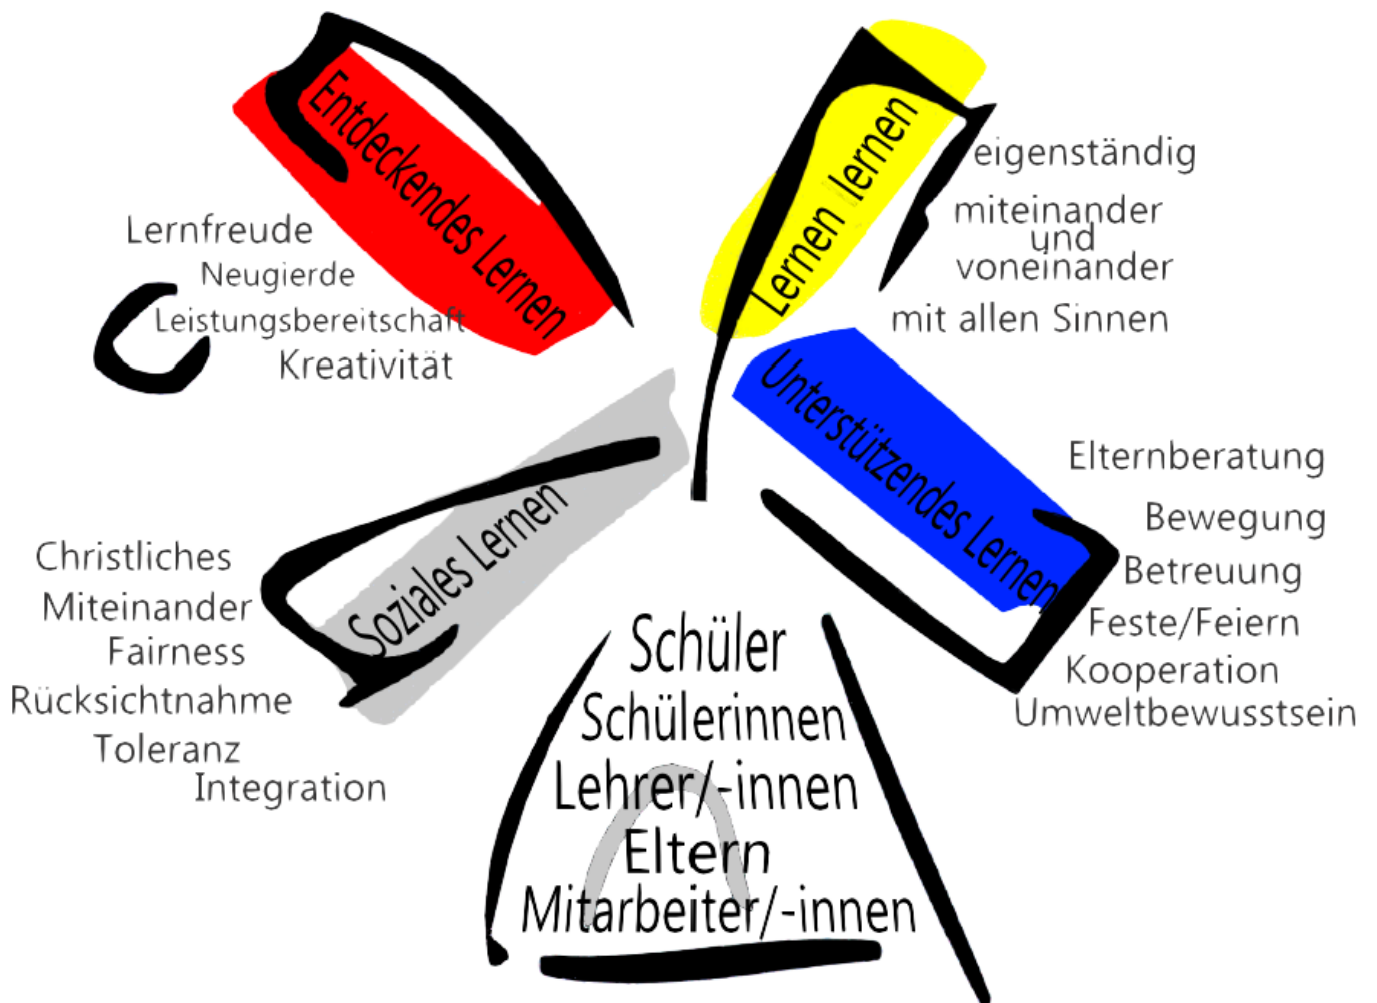 Entdeckendes Lernen
Lernfreude
Neugierde
Leistungsbereitschaft
Kreativität
Lernen lernen
eigenständig
miteinander
und
voneinander
mit allen Sinnen
Unterstützendes Lernen
Elternberatung
Bewegung
Betreuung
Feste/Feiern
Kooperation
Umweltbewusstsein
Soziales Lernen
Christliches
Miteinander
Fairness
Rücksichtnahme
Toleranz
Integration
Schüler
Schülerinnen
Lehrer/-innen
Eltern
Mitarbeiter/-innen